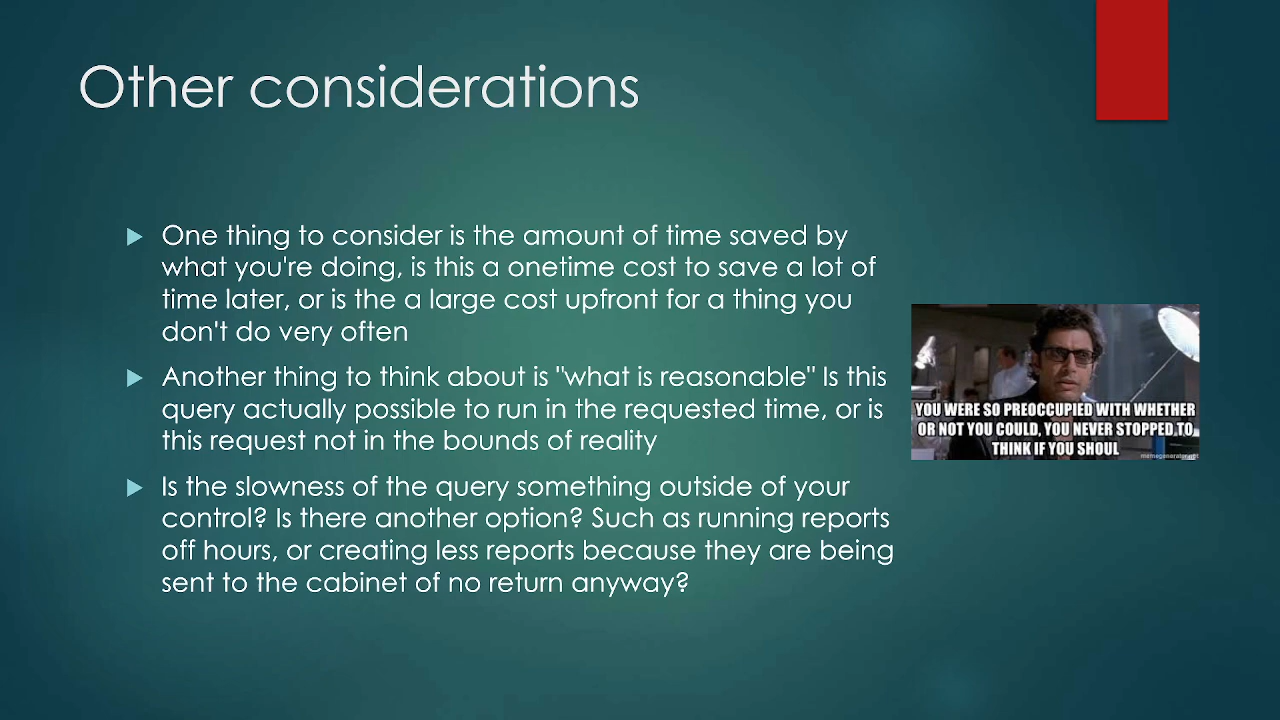 Other considerations
One thing to consider is the amount of time saved by
what you're doing, is this a onetime cost to save a lot of
time later, or is the a large cost upfront for a thing you
don't do very often
Another thing to think about is "what is reasonable" Is this
query actually possible to run in the requested time, or is
this request not in the bounds of reality
Is the slowness of the query something outside of your
control? Is there another option? Such as running reports
off hours, or creating less reports because they are being
sent to the cabinet of no return anyway?
YOU WERE SO PREOCCUPIED WITH WHETHER
OR NOT YOU COULD, YOU NEVER STOPPED TO
THINK IF YOU SHOUL